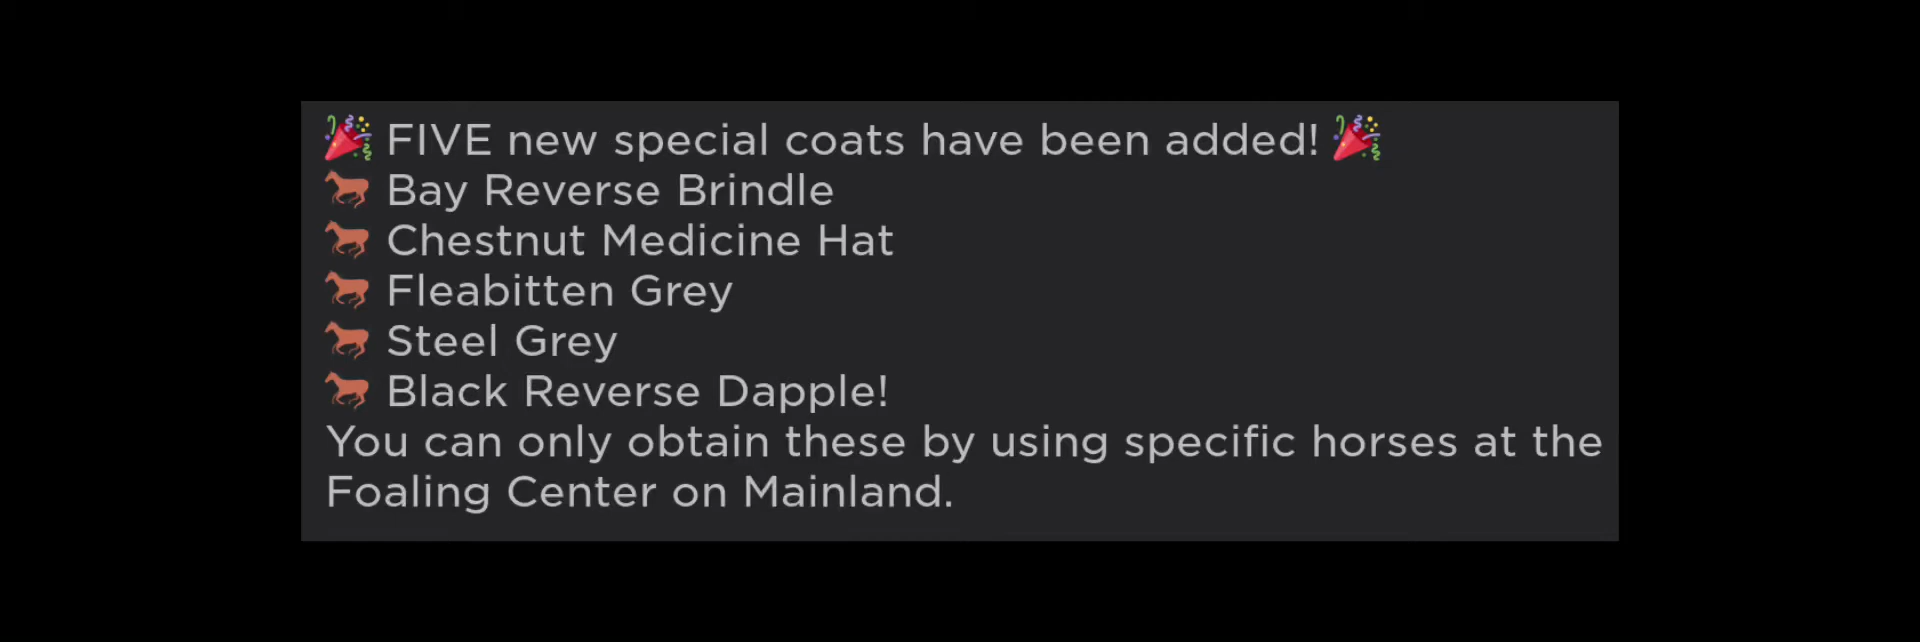 🎉 FIVE new special coats have been added! 🎉
🐎 Bay Reverse Brindle
🐎 Chestnut Medicine Hat
🐎 Fleabitten Grey
🐎 Steel Grey
🐎 Black Reverse Dapple!
You can only obtain these by using specific horses at the
Foaling Center on Mainland.